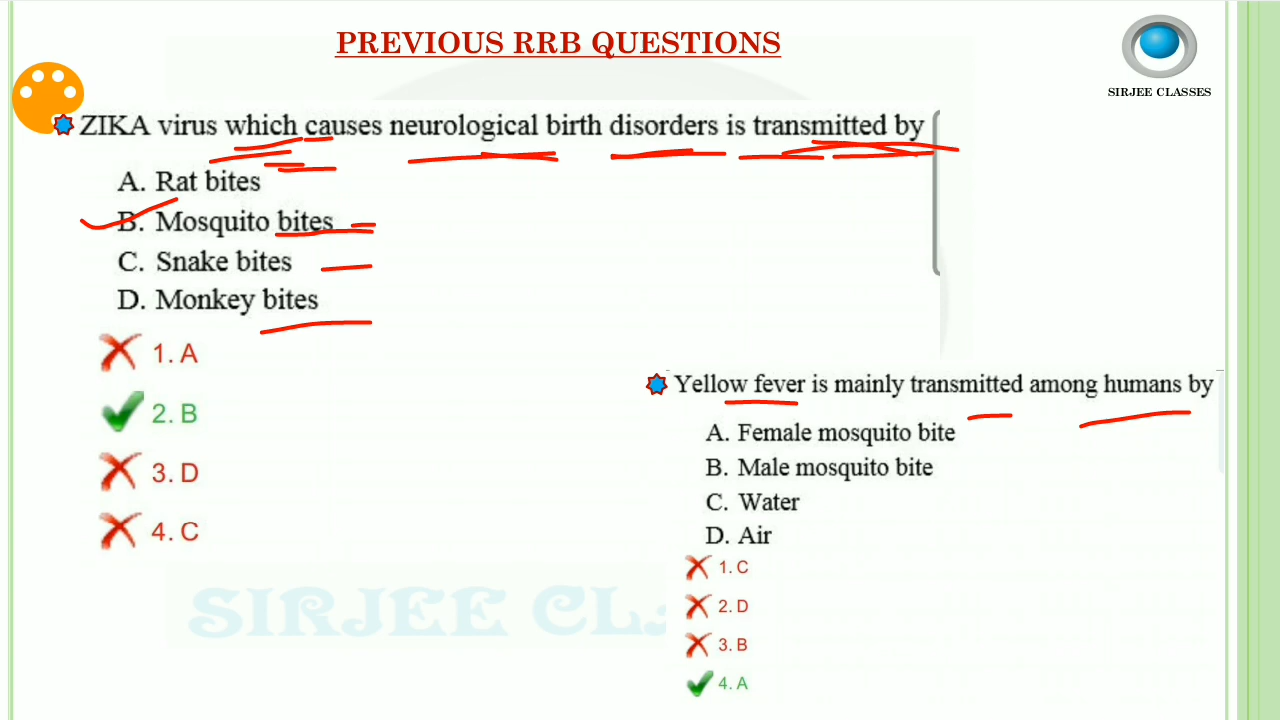 PREVIOUS RRB QUESTIONS
SIRJEE CLASSES
ZIKA virus which causes neurological birth disorders is transmitted by
A. Rat bites
B. Mosquito bites
C. Snake bites
D. Monkey bites
1. A
2. B
3. D
4. C
Yellow fever is mainly transmitted among humans by
A. Female mosquito bite
B. Male mosquito bite
C. Water
D. Air
1. C
2. D
3. B
4. A
SIRJEE